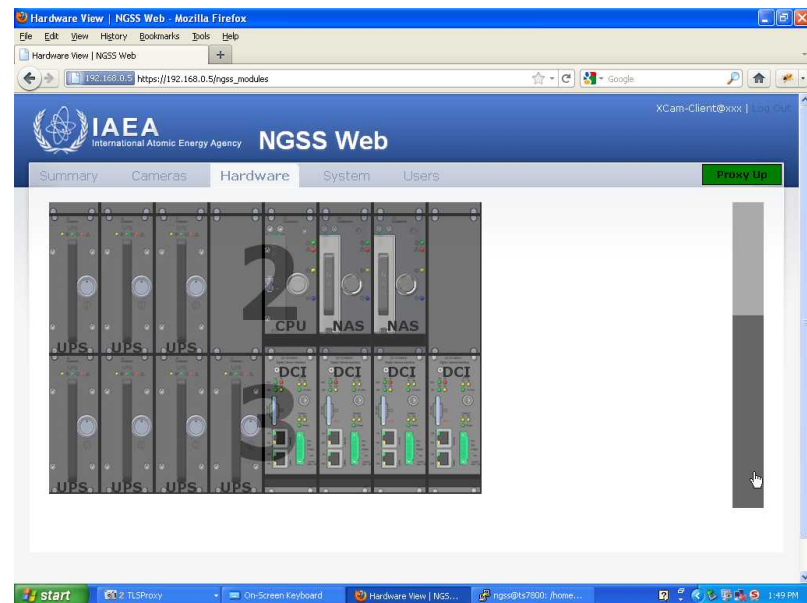 Hardware View | NGSS Web - Mozilla Firefox
File Edit View History Bookmarks Tools Help
Hardware View | NGSS Web
192.168.0.5 https://192.168.0.5/ngss_modules
Google
XCam-Client@xxx | Log Out
IAEA
International Atomic Energy Agency
NGSS Web
Summary Cameras Hardware System Users
Proxy Up
2
CPU NAS NAS
UPS UPS UPS
DCI DCI DCI DCI
3
UPS UPS UPS UPS
start 2 TLSProxy On-Screen Keyboard Hardware View | NGS... ngss@ts7800: /home... 1:49 PM